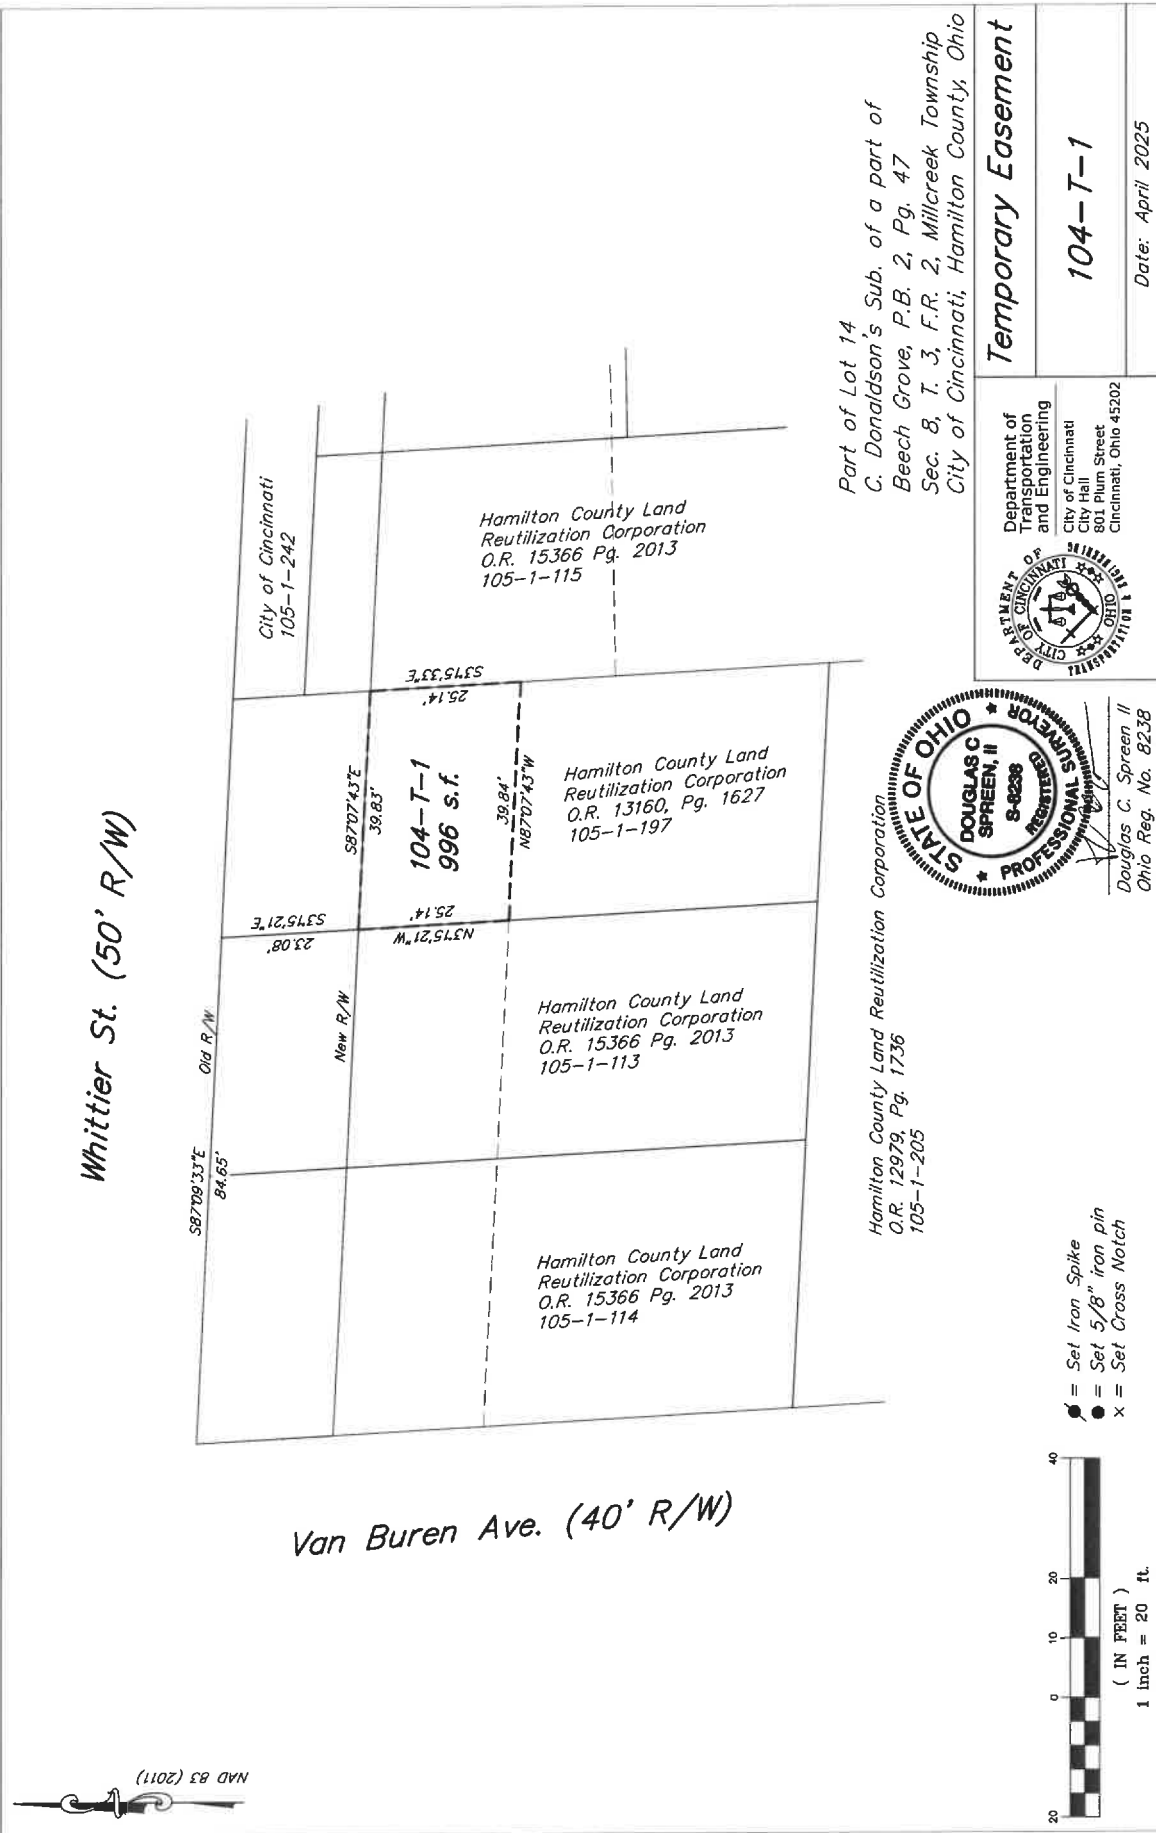 Whittier St. (50' R/W)
Van Buren Ave. (40' R/W)
NAD 83 (2011)
S87°09'33"E
84.65'
Old R/W
New R/W
S3°15'21"E
23.08'
S87°07'43"E
39.83'
City of Cincinnati
105-1-242
104-T-1
996 s.f.
N3°15'21"W
25.14'
S3°15'33"E
25.14'
39.84'
N87°07'43"W
Hamilton County Land
Reutilization Corporation
O.R. 15366 Pg. 2013
105-1-114
Hamilton County Land
Reutilization Corporation
O.R. 15366 Pg. 2013
105-1-113
Hamilton County Land
Reutilization Corporation
O.R. 13160, Pg. 1627
105-1-197
Hamilton County Land
Reutilization Corporation
O.R. 15366 Pg. 2013
105-1-115
Hamilton County Land Reutilization Corporation
O.R. 12979, Pg. 1736
105-1-205
Part of Lot 14
C. Donaldson's Sub. of a part of
Beech Grove, P.B. 2, Pg. 47
Sec. 8, T. 3, F.R. 2, Millcreek Township
City of Cincinnati, Hamilton County, Ohio
20 0 10 20 40
( IN FEET )
1 inch = 20 ft.
= Set Iron Spike
= Set 5/8" iron pin
x = Set Cross Notch
STATE OF OHIO
DOUGLAS C
SPREEN, II
S-8238
REGISTERED
PROFESSIONAL SURVEYOR
Douglas C. Spreen II
Ohio Reg. No. 8238
DEPARTMENT OF
TRANSPORTATION & ENGINEERING
CITY OF CINCINNATI
OHIO
Department of
Transportation
and Engineering
City of Cincinnati
City Hall
801 Plum Street
Cincinnati, Ohio 45202
Temporary Easement
104-T-1
Date: April 2025